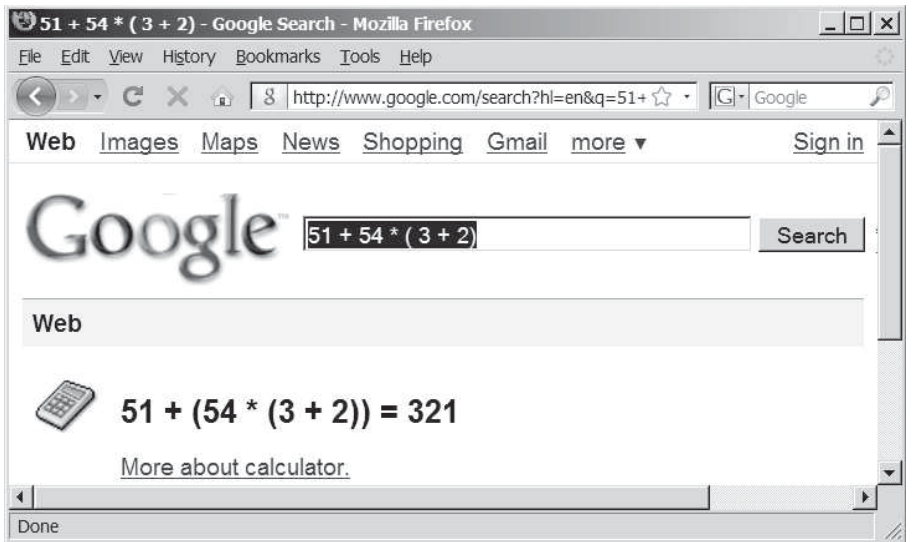 51 + 54 * ( 3 + 2) - Google Search - Mozilla Firefox
File Edit View History Bookmarks Tools Help
8 http://www.google.com/search?hl=en&q=51+ G Google
Web Images Maps News Shopping Gmail more ▼ Sign in
Google™ 51 + 54 * ( 3 + 2) Search
Web
51 + (54 * (3 + 2)) = 321
More about calculator.
Done